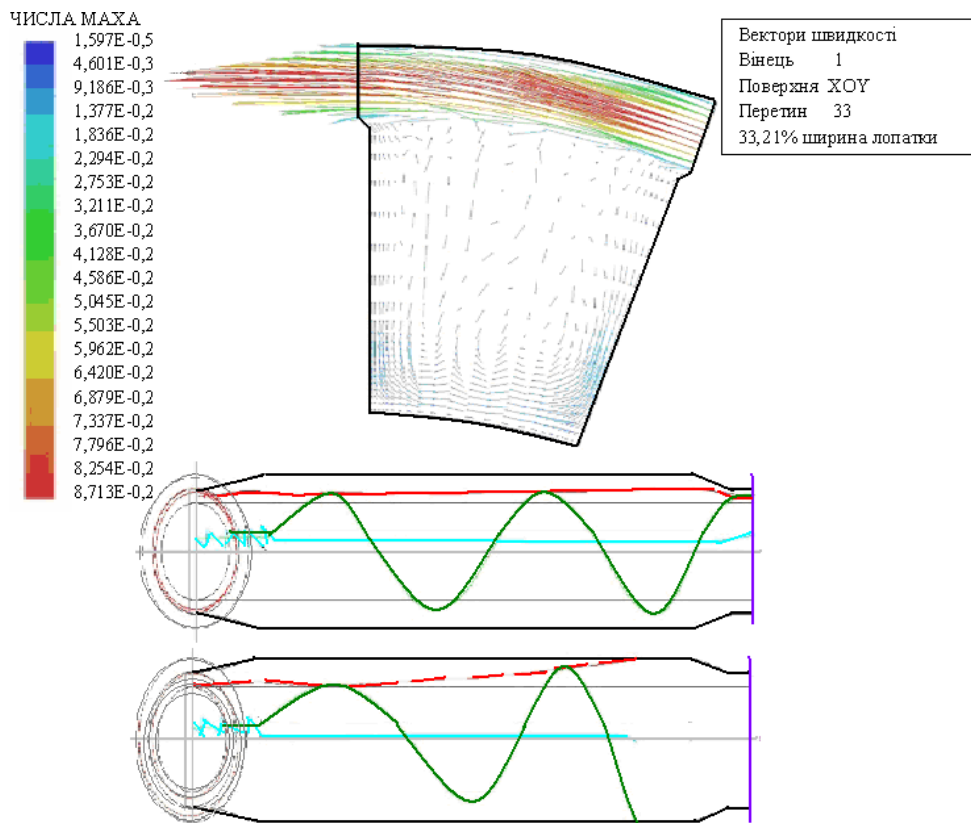 ЧИСЛА МАХА
1,597E-0,5
4,601E-0,3
9,186E-0,3
1,377E-0,2
1,836E-0,2
2,294E-0,2
2,753E-0,2
3,211E-0,2
3,670E-0,2
4,128E-0,2
4,586E-0,2
5,045E-0,2
5,503E-0,2
5,962E-0,2
6,420E-0,2
6,879E-0,2
7,337E-0,2
7,796E-0,2
8,254E-0,2
8,713E-0,2
Вектори швидкості
Вінець 1
Поверхня XOY
Перетин 33
33,21% ширина лопатки